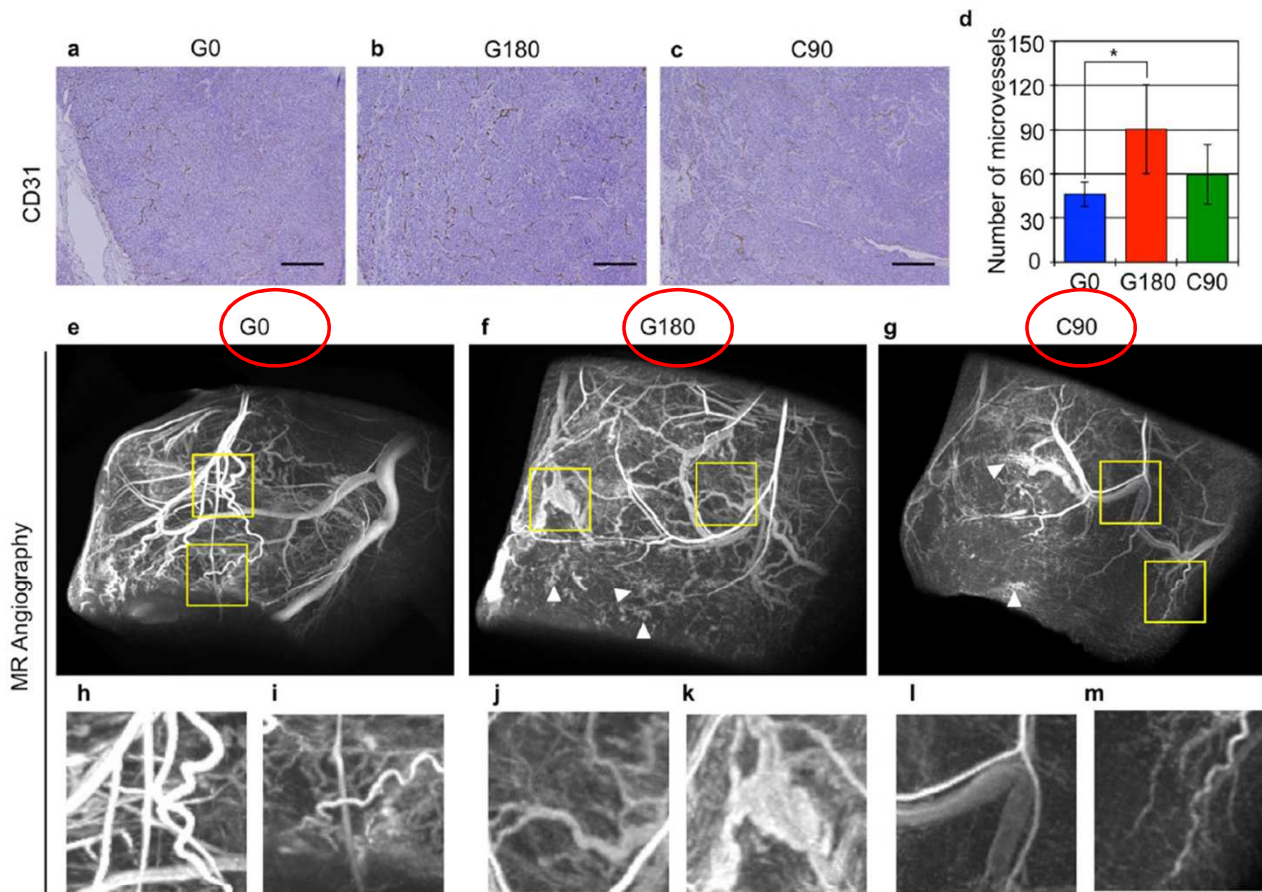 a G0 b G180 c C90 d
CD31
Number of microvessels
150
120
90
60
30
0
*
G0 G180 C90
e G0 f G180 g C90
MR Angiography
h i j k l m